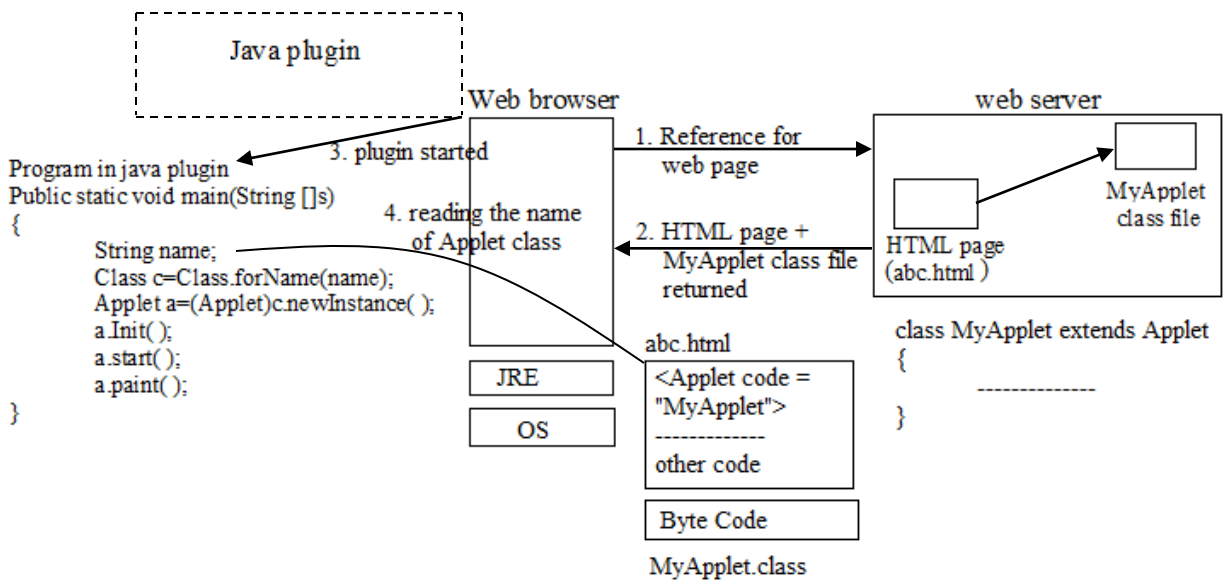 Java plugin
Web browser
web server
1. Reference for
web page
3. plugin started
MyApplet
class file
Program in java plugin
Public static void main(String []s)
{
String name;
Class c=Class.forName(name);
Applet a=(Applet)c.newInstance( );
a.Init( );
a.start( );
a.paint( );
}
4. reading the name
of Applet class
2. HTML page +
MyApplet class file
returned
HTML page
(abc.html )
JRE
OS
abc.html
<Applet code =
"MyApplet">
-------------
other code
Byte Code
MyApplet.class
class MyApplet extends Applet
{
--------------
}